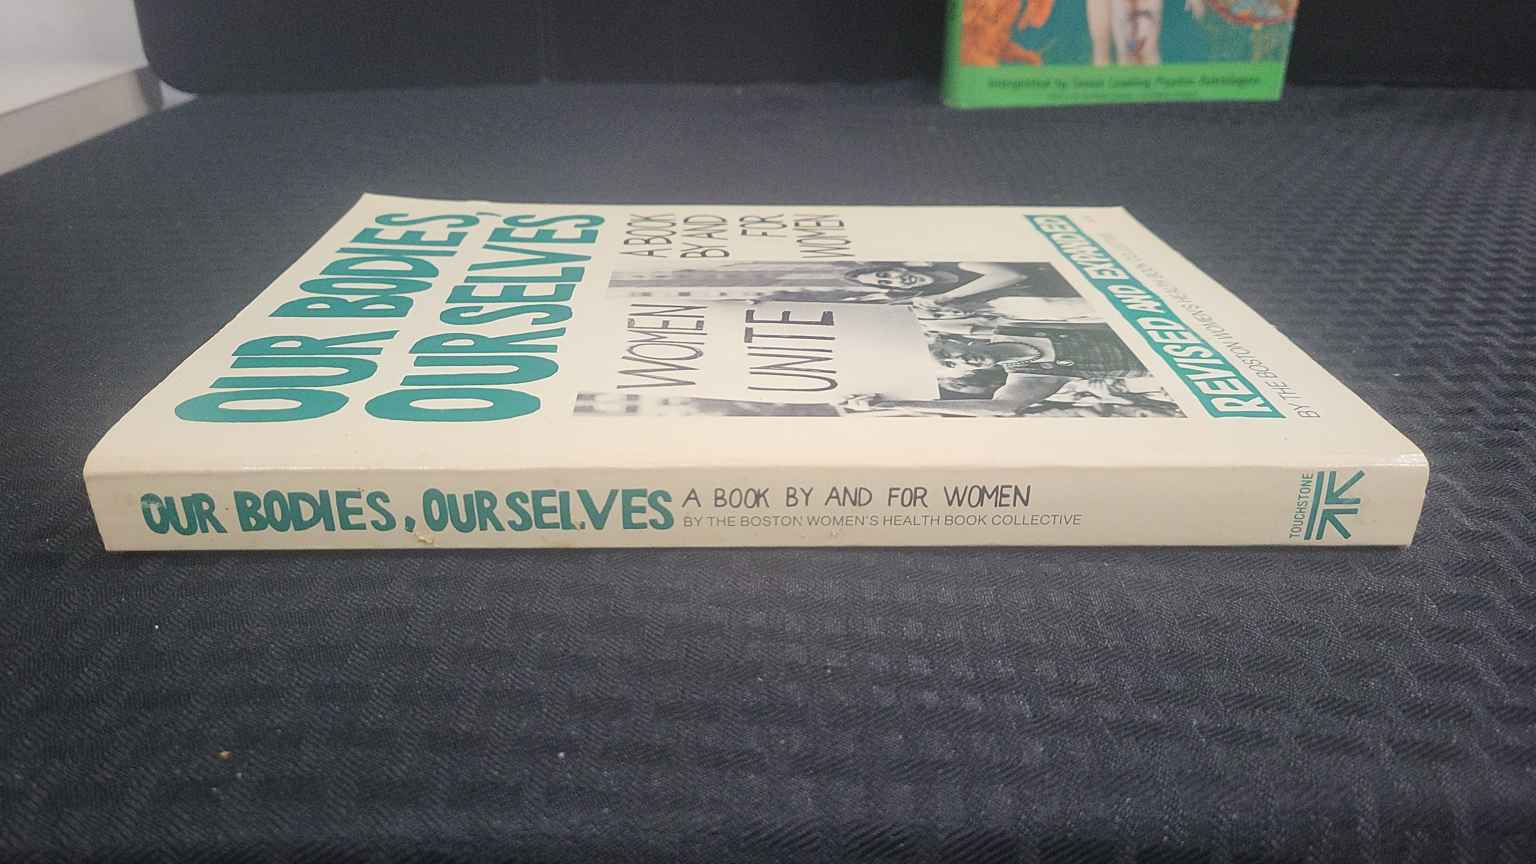 OUR BODIES,
OURSELVES
A BOOK
BY AND
FOR
WOMEN
WOMEN
UNITE
REVISED AND EXPANDED
BY THE BOSTON WOMEN'S HEALTH BOOK COLLECTIVE
OUR BODIES, OURSELVES
A BOOK BY AND FOR WOMEN
BY THE BOSTON WOMEN'S HEALTH BOOK COLLECTIVE
TOUCHSTONE